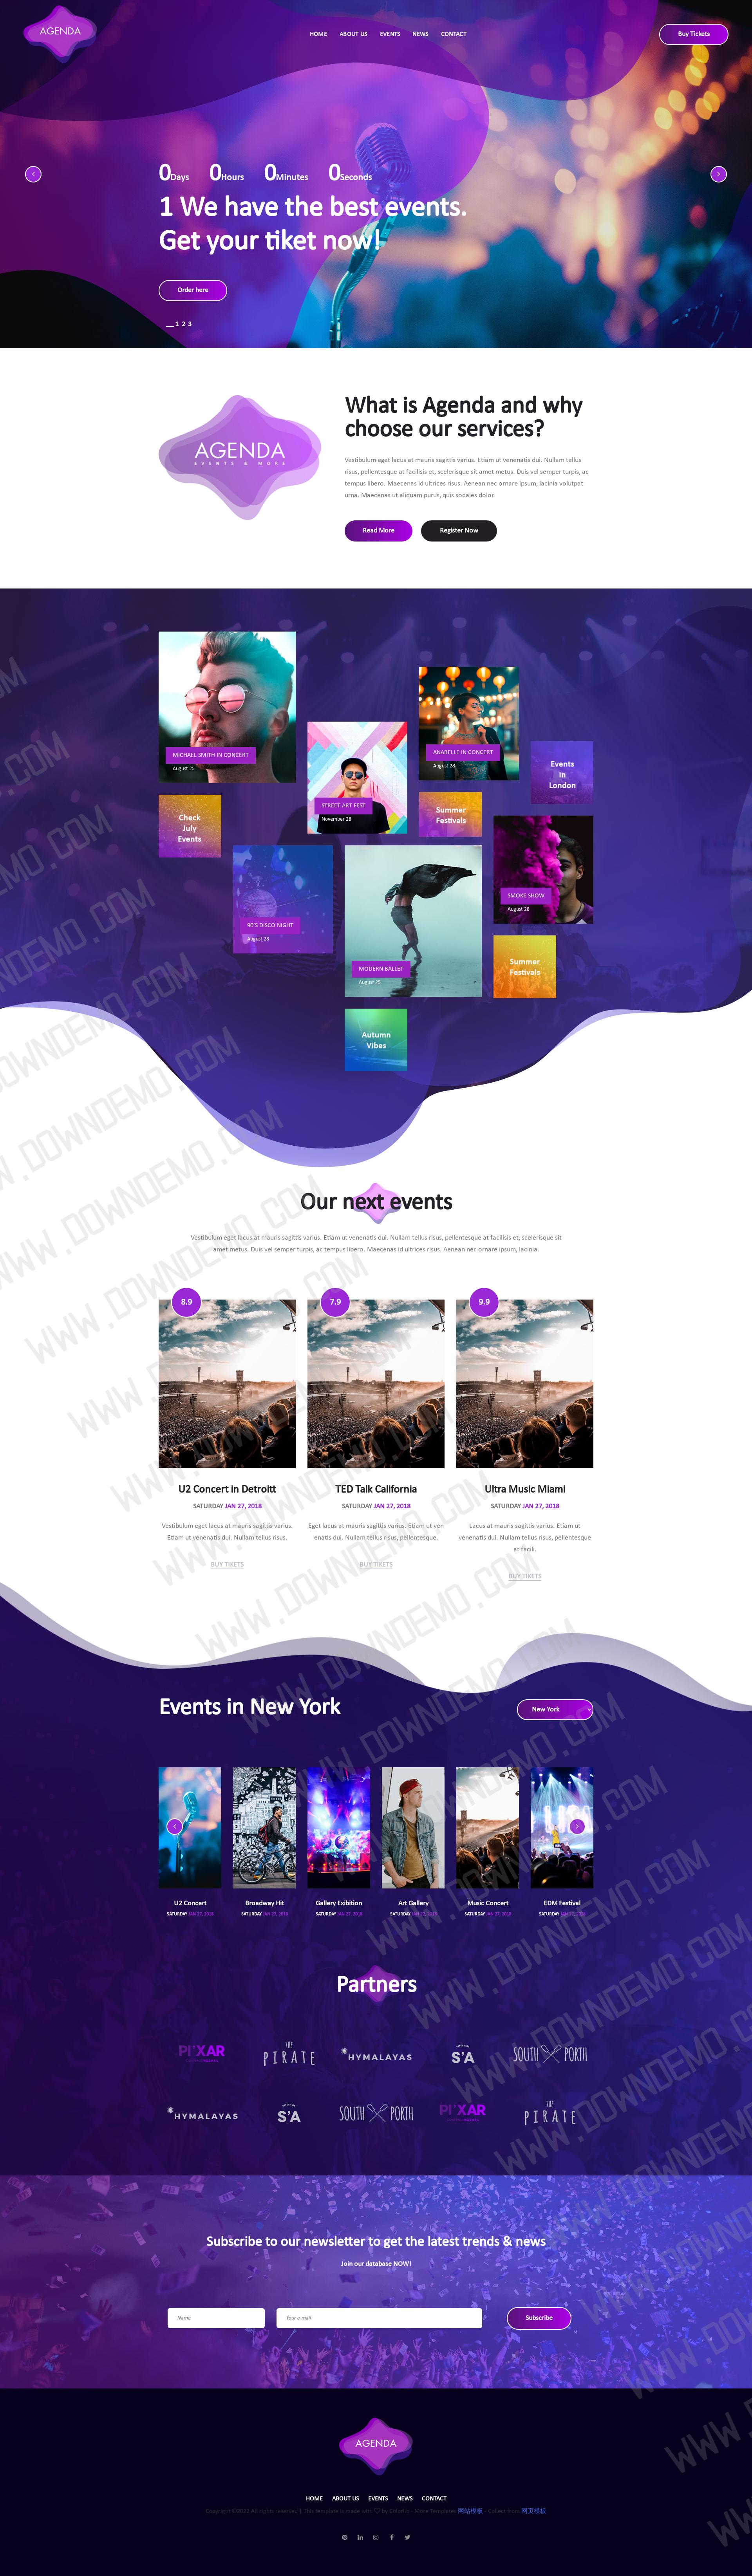 AGENDA
HOME ABOUT US EVENTS NEWS CONTACT
Buy Tickets
0Days 0Hours 0Minutes 0Seconds
1 We have the best events.
Get your tiket now!
Order here
1 2 3
AGENDA
EVENTS & MORE
What is Agenda and why
choose our services?
Vestibulum eget lacus at mauris sagittis varius. Etiam ut venenatis dui. Nullam tellus
risus, pellentesque at facilisis et, scelerisque sit amet metus. Duis vel semper turpis, ac
tempus libero. Maecenas id ultrices risus. Aenean nec ornare ipsum, lacinia volutpat
urna. Maecenas ut aliquam purus, quis sodales dolor.
Read More
Register Now
MICHAEL SMITH IN CONCERT
August 25
STREET ART FEST
November 28
ANABELLE IN CONCERT
August 28
Events
in
London
Check
July
Events
Summer
Festivals
90'S DISCO NIGHT
August 28
MODERN BALLET
August 25
SMOKE SHOW
August 28
Summer
Festivals
Autumn
Vibes
Our next events
Vestibulum eget lacus at mauris sagittis varius. Etiam ut venenatis dui. Nullam tellus risus, pellentesque at facilisis et, scelerisque sit
amet metus. Duis vel semper turpis, ac tempus libero. Maecenas id ultrices risus. Aenean nec ornare ipsum, lacinia.
8.9
7.9
9.9
U2 Concert in Detroitt
SATURDAY JAN 27, 2018
Vestibulum eget lacus at mauris sagittis varius.
Etiam ut venenatis dui. Nullam tellus risus.
BUY TIKETS
TED Talk California
SATURDAY JAN 27, 2018
Eget lacus at mauris sagittis varius. Etiam ut ven
enatis dui. Nullam tellus risus, pellentesque.
BUY TIKETS
Ultra Music Miami
SATURDAY JAN 27, 2018
Lacus at mauris sagittis varius. Etiam ut
venenatis dui. Nullam tellus risus, pellentesque
at facili.
BUY TIKETS
Events in New York
New York
U2 Concert
SATURDAY JAN 27, 2018
Broadway Hit
SATURDAY JAN 27, 2018
Gallery Exibition
SATURDAY JAN 27, 2018
Art Gallery
SATURDAY JAN 27, 2018
Music Concert
SATURDAY JAN 27, 2018
EDM Festival
SATURDAY JAN 27, 2018
Partners
PI'XAR
THE
PIRATE
HYMALAYAS
S'A
SOUTH PORTH
HYMALAYAS
S'A
SOUTH PORTH
PI'XAR
THE
PIRATE
Subscribe to our newsletter to get the latest trends & news
Join our database NOW!
Name
Your e-mail
Subscribe
AGENDA
HOME ABOUT US EVENTS NEWS CONTACT
Copyright ©2022 All rights reserved | This template is made with by Colorlib - More Templates 网站模板 - Collect from 网页模板
WWW.DOWNDEMO.COM